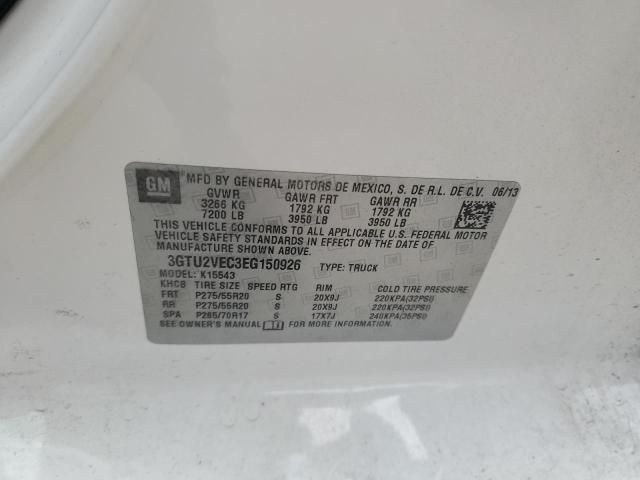 GM MFD BY GENERAL MOTORS DE MEXICO, S. DE R.L. DE C.V. 06/13
GVWR GAWR FRT GAWR RR
3266 KG 1792 KG 1792 KG
7200 LB 3950 LB 3950 LB
THIS VEHICLE CONFORMS TO ALL APPLICABLE U.S. FEDERAL MOTOR
VEHICLE SAFETY STANDARDS IN EFFECT ON THE DATE OF
MANUFACTURE SHOWN ABOVE.
3GTU2VEC3EG150926 TYPE: TRUCK
MODEL: K15543
KHCB TIRE SIZE SPEED RTG RIM COLD TIRE PRESSURE
FRT P275/55R20 S 20X9J 220KPA(32PSI)
RR P275/55R20 S 20X9J 220KPA(32PSI)
SPA P265/70R17 S 17X7J 240KPA(35PSI)
SEE OWNER'S MANUAL FOR ADDITIONAL INFORMATION.